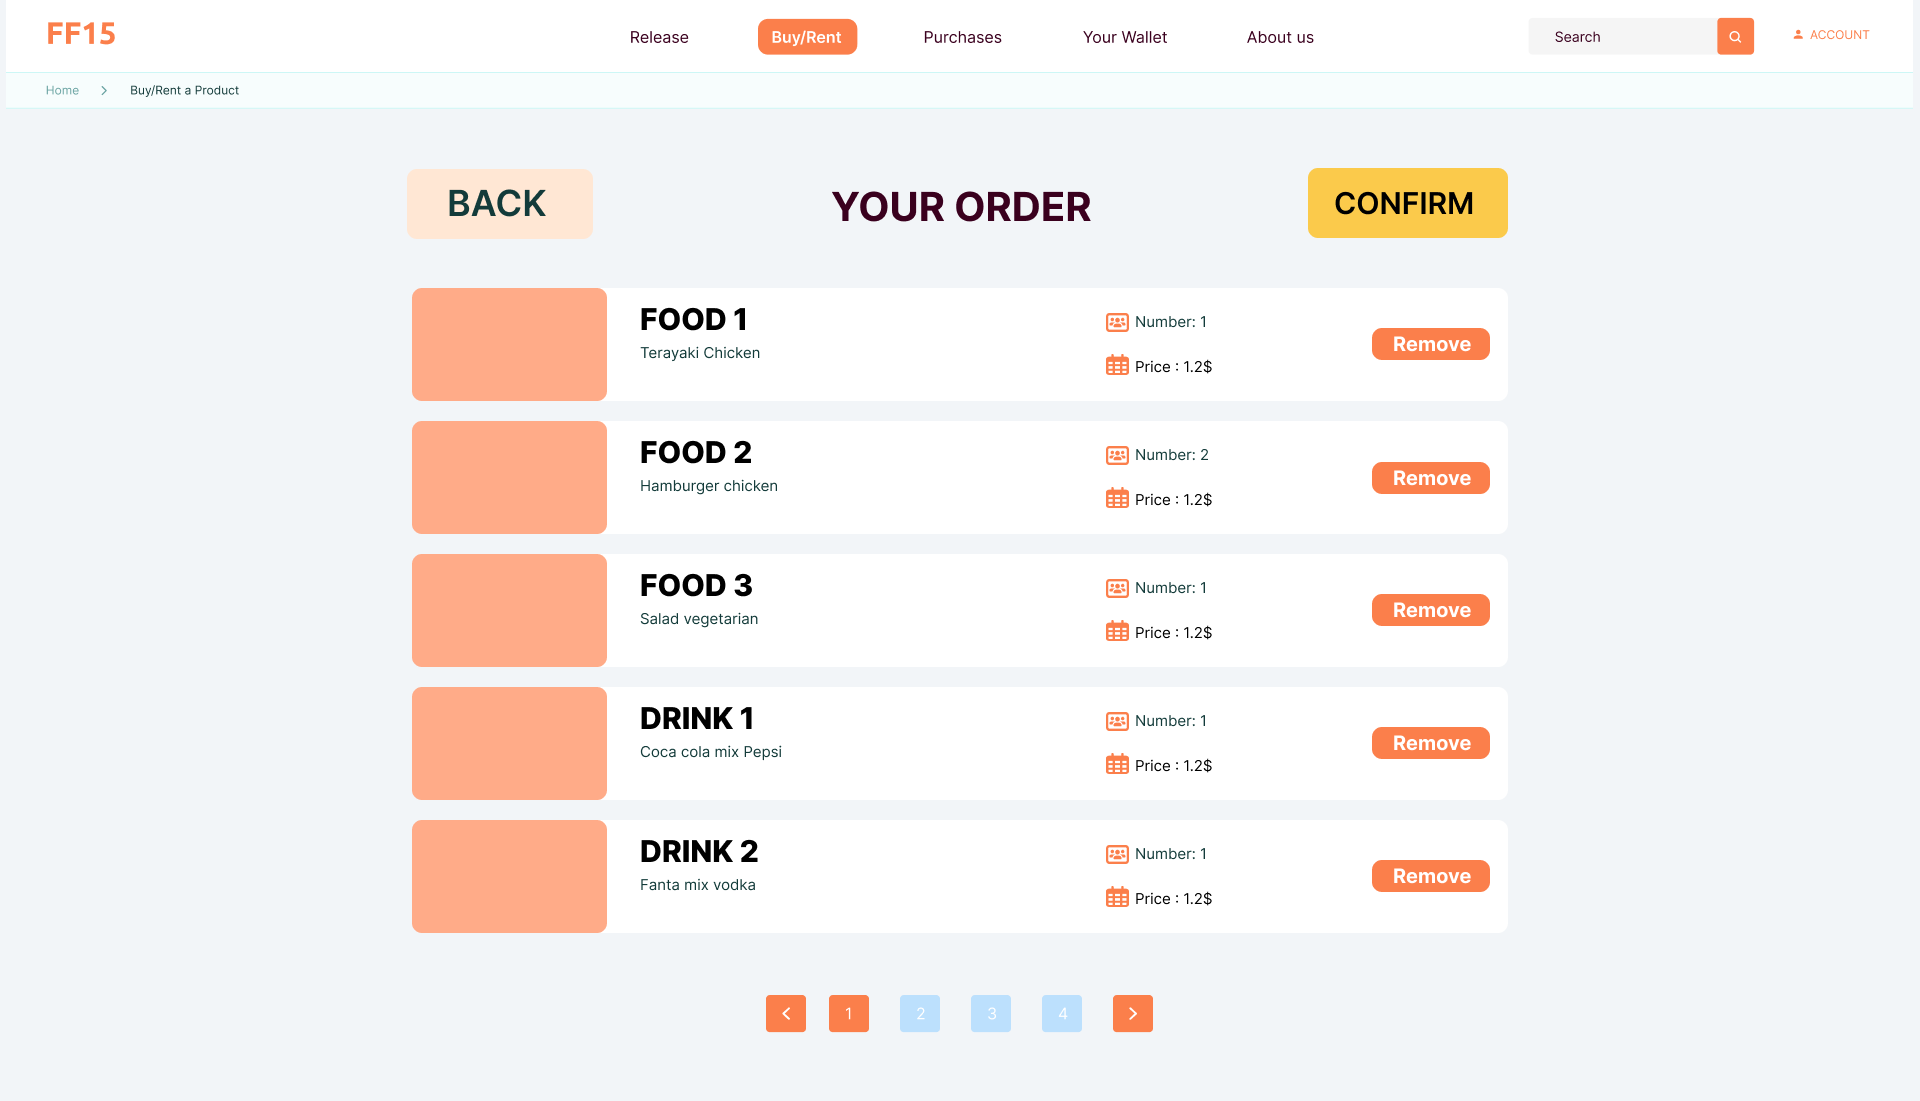 FF15
Release
Buy/Rent
Purchases
Your Wallet
About us
Search
ACCOUNT
Home
Buy/Rent a Product
BACK
YOUR ORDER
CONFIRM
FOOD 1
Terayaki Chicken
Number: 1
Price : 1.2$
Remove
FOOD 2
Hamburger chicken
Number: 2
Price : 1.2$
Remove
FOOD 3
Salad vegetarian
Number: 1
Price : 1.2$
Remove
DRINK 1
Coca cola mix Pepsi
Number: 1
Price : 1.2$
Remove
DRINK 2
Fanta mix vodka
Number: 1
Price : 1.2$
Remove
1
2
3
4